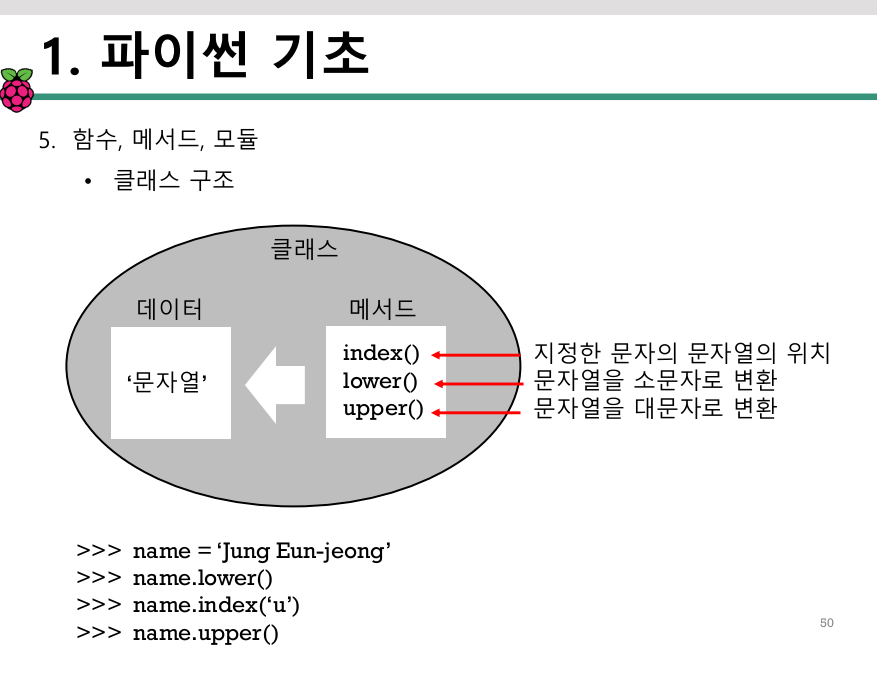 1. 파이썬 기초
5. 함수, 메서드, 모듈
• 클래스 구조
클래스
데이터
메서드
‘문자열’
index()
lower()
upper()
지정한 문자의 문자열의 위치
문자열을 소문자로 변환
문자열을 대문자로 변환
>>> name = ‘Jung Eun-jeong’
>>> name.lower()
>>> name.index(‘u’)
>>> name.upper()
50